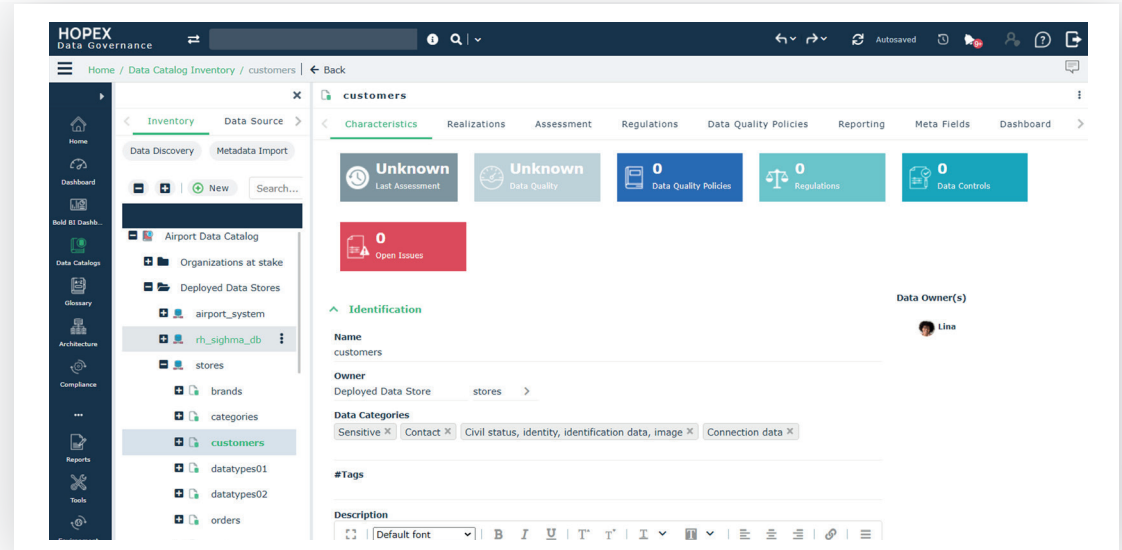 HOPEX
Data Governance
Autosaved
9+
Home / Data Catalog Inventory / customers
Back
Home
Dashboard
Bold BI Dashb...
Data Catalogs
Glossary
Architecture
Compliance
...
Reports
Tools
Inventory
Data Source
Data Discovery
Metadata Import
New
Search...
Airport Data Catalog
Organizations at stake
Deployed Data Stores
airport_system
rh_sighma_db
stores
brands
categories
customers
datatypes01
datatypes02
orders
customers
Characteristics
Realizations
Assessment
Regulations
Data Quality Policies
Reporting
Meta Fields
Dashboard
Unknown
Last Assessment
Unknown
Data Quality
0
Data Quality Policies
0
Regulations
0
Data Controls
0
Open Issues
Identification
Name
customers
Owner
Deployed Data Store stores
Data Categories
Sensitive × Contact × Civil status, identity, identification data, image × Connection data ×
#Tags
Description
Default font
B I U
Data Owner(s)
Lina